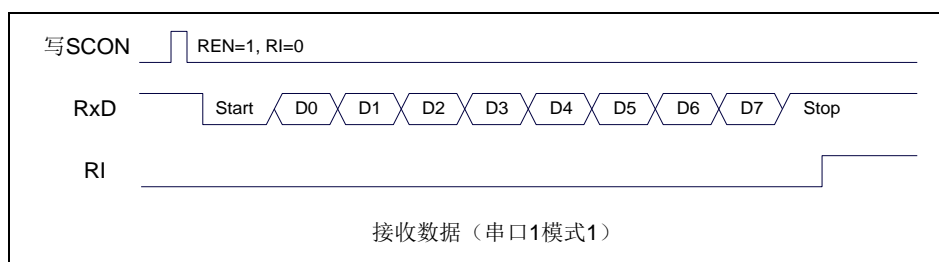 写SCON REN=1, RI=0
RxD Start D0 D1 D2 D3 D4 D5 D6 D7 Stop
RI
接收数据（串口1模式1）